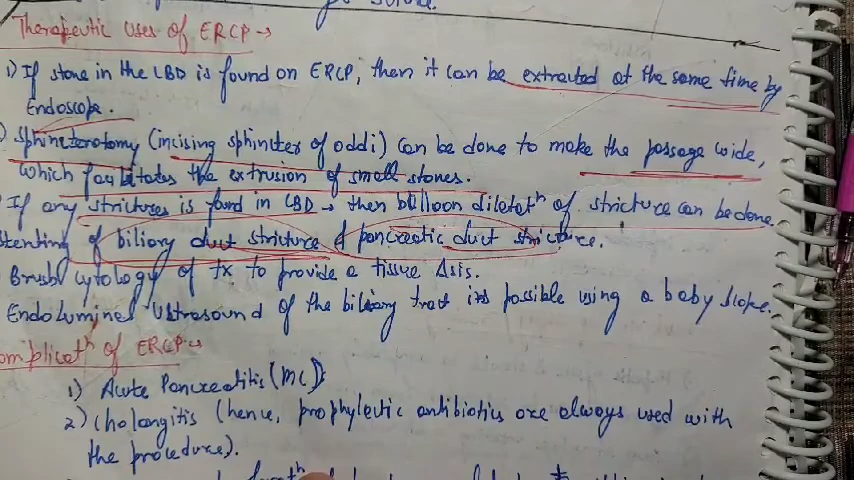 Therapeutic Uses of ERCP →
1) If stone in the CBD is found on ERCP, then it can be extracted at the same time by
Endoscope.
) Sphincterotomy (incising sphincter of oddi) can be done to make the passage wide,
which facilitates the extrusion of small stones.
If any strictures is found in CBD → then balloon dilatatn of stricture can be done.
Stenting of biliary duct stricture & pancreatic duct stricture.
Brush cytology of tx to provide a tissue Δsis.
Endoluminal Ultrasound of the biliary tract is possible using a baby slope.
omplicatn of ERCP →
1) Acute Pancreatitis (MC)
2) Cholangitis (hence, prophylactic antibiotics are always used with
the procedure).